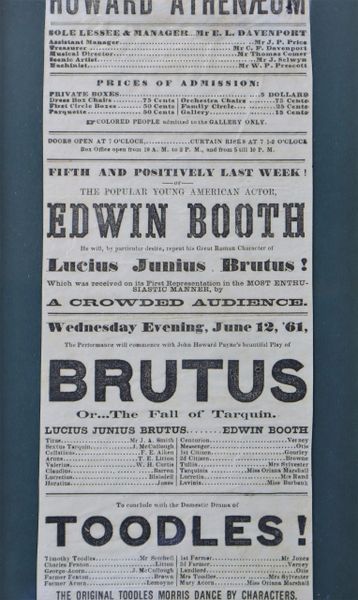 HOWARD ATHENÆUM
SOLE LESSEE & MANAGER...Mr E. L. DAVENPORT
Assistant Manager Mr J. P. Price
Treasurer Mr C. F. Davenport
Musical Director Mr Thomas Comer
Scenic Artist Mr J. Selwyn
Machinist Mr W. P. Prescott
PRICES OF ADMISSION:
PRIVATE BOXES 5 DOLLARS
Dress Box Chairs 75 Cents Orchestra Chairs 75 Cents
First Circle Boxes 50 Cents Family Circle 25 Cents
Parquette 50 Cents Gallery 15 Cents
COLORED PEOPLE admitted to the GALLERY ONLY.
DOORS OPEN AT 7 O'CLOCK, CURTAIN RISES AT 7 1-2 O'CLOCK
Box Office open from 10 A. M. to 2 P. M., and from 5 till 10 P. M.
FIFTH AND POSITIVELY LAST WEEK!
—OF—
THE POPULAR YOUNG AMERICAN ACTOR,
EDWIN BOOTH
He will, by particular desire, repeat his Great Roman Character of
Lucius Junius Brutus!
Which was received on its First Representation in the MOST ENTHU-
SIASTIC MANNER, by
A CROWDED AUDIENCE.
Wednesday Evening, June 12, '61,
The Performance will commence with John Howard Payne's beautiful Play of
BRUTUS
Or...The Fall of Tarquin.
LUCIUS JUNIUS BRUTUS EDWIN BOOTH
Titus Mr J. A. Smith Centurion Verney
Sextus Tarquin J. McCullough Messenger Otis
Collatinus F. E. Aiken 1st Citizen Gourley
Aruns T. E. Litton 2d Citizen Browne
Valerius W. H. Curtis Tullia Mrs Sylvester
Claudius Barron Tarquinia Miss Oriana Marshall
Lucretius Blaisdell Lucretia Mrs Rand
Horatius Jones Lavinia Miss Burbank
To conclude with the Domestic Drama of
TOODLES!
Timothy Toodles Mr Setchell 1st Farmer Mr Jones
Charles Fenton Litton 2d Farmer Verney
George Acorn J. McCullough Landlord Otis
Farmer Fenton Brown Mrs Toodles Mrs Sylvester
Farmer Acorn Lemoyne Mary Acorn Miss Oriana Marshall
THE ORIGINAL TOODLES MORRIS DANCE BY CHARACTERS.